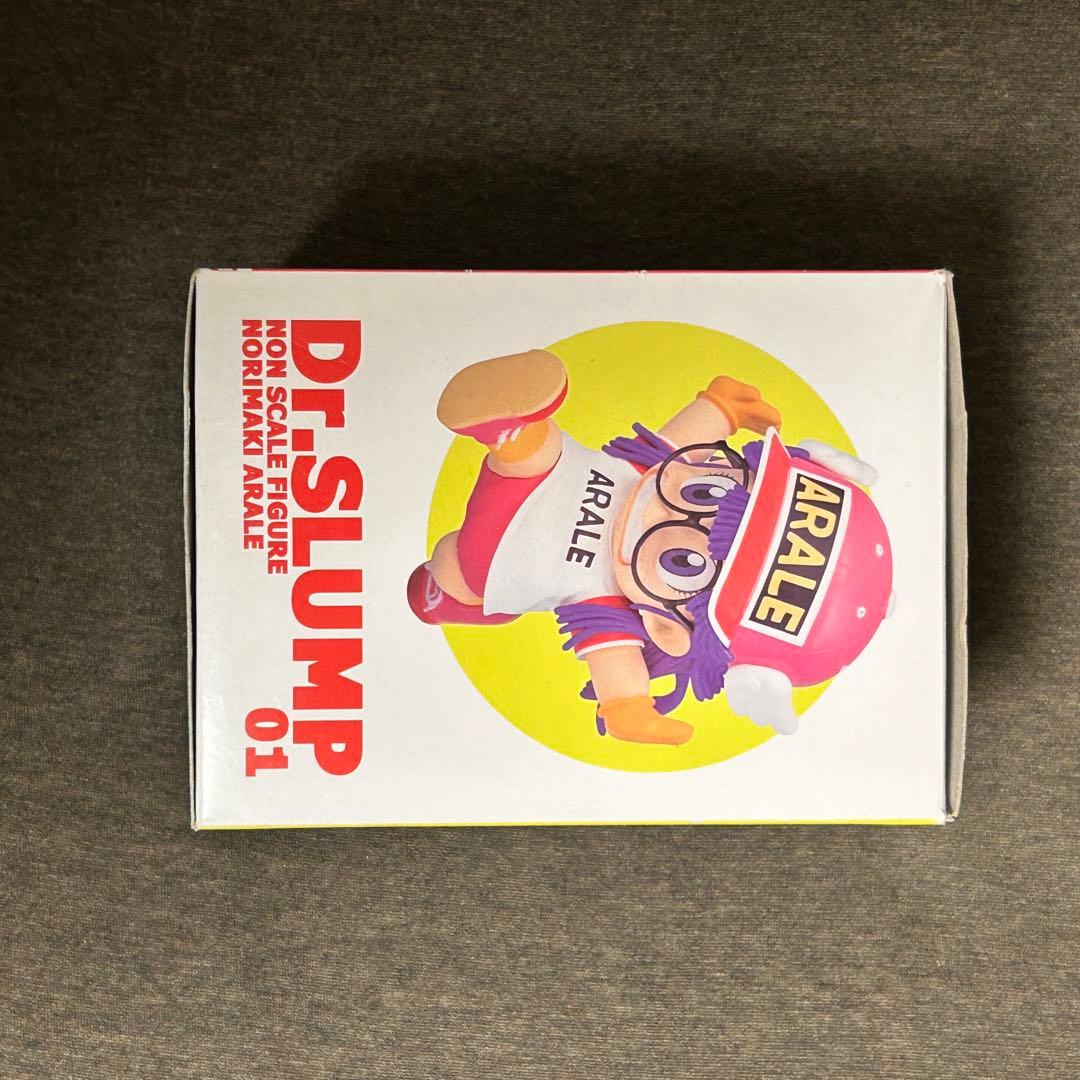 ARALE
ARALE
Dr.SLUMP
NON SCALE FIGURE
NORIMAKI ARALE
01